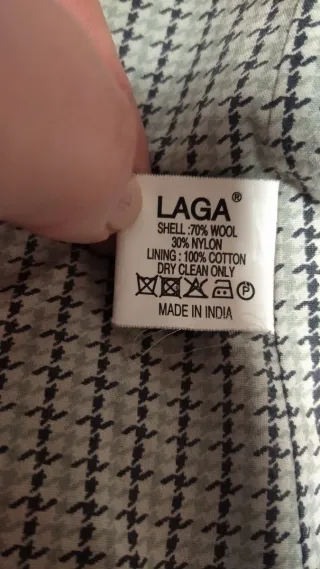 LAGA®
SHELL :70% WOOL
30% NYLON
LINING : 100% COTTON
DRY CLEAN ONLY
P
MADE IN INDIA